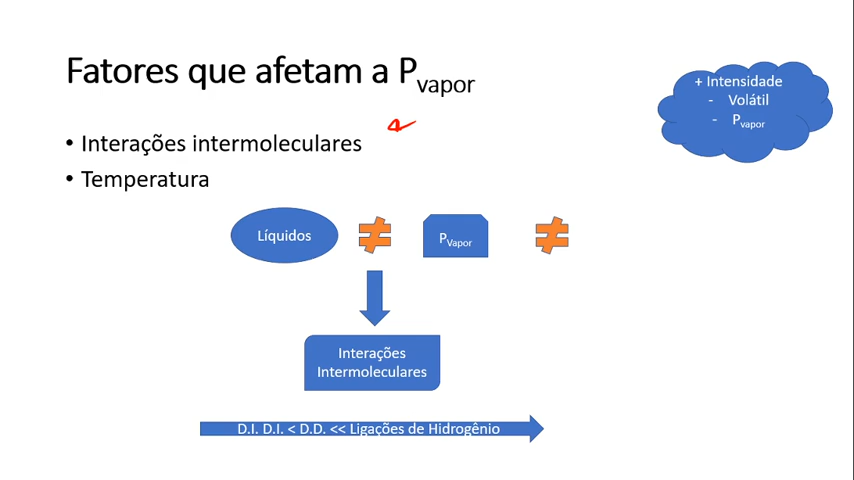 Fatores que afetam a Pvapor
+ Intensidade
- Volátil
- Pvapor
• Interações intermoleculares
• Temperatura
Líquidos
≠
PVapor
≠
Interações
Intermoleculares
D.I. D.I. < D.D. << Ligações de Hidrogênio